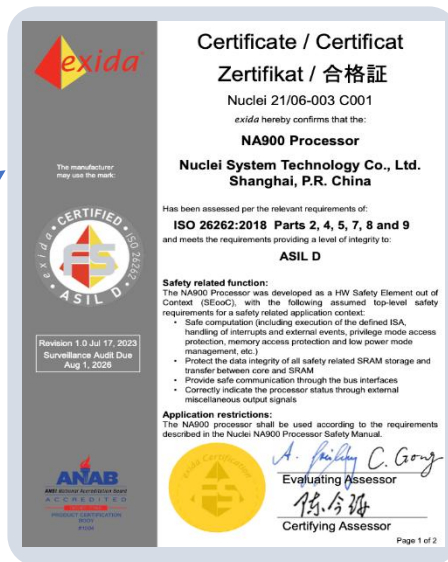 exida
Certificate / Certificat
Zertifikat / 合格証
Nuclei 21/06-003 C001
exida hereby confirms that the:
NA900 Processor
Nuclei System Technology Co., Ltd.
Shanghai, P.R. China
The manufacturer
may use the mark:
CERTIFIED
exida
ISO 26262
FS
ASIL D
Revision 1.0 Jul 17, 2023
Surveillance Audit Due
Aug 1, 2026
ANAB
ANSI National Accreditation Board
ACCREDITED
PRODUCT CERTIFICATION
BODY
Has been assessed per the relevant requirements of:
ISO 26262:2018 Parts 2, 4, 5, 7, 8 and 9
and meets the requirements providing a level of integrity to:
ASIL D
Safety related function:
The NA900 Processor was developed as a HW Safety Element out of
Context (SEooC), with the following assumed top-level safety
requirements for a safety related application context:
• Safe computation (including execution of the defined ISA,
handling of interrupts and external events, privilege mode access
protection, memory access protection and low power mode
management, etc.)
• Protect the data integrity of all safety related SRAM storage and
transfer between core and SRAM
• Provide safe communication through the bus interfaces
• Correctly indicate the processor status through external
miscellaneous output signals
Application restrictions:
The NA900 processor shall be used according to the requirements
described in the Nuclei NA900 Processor Safety Manual.
exida Certification
FS
C. Gong
Evaluating Assessor
Certifying Assessor
Page 1 of 2